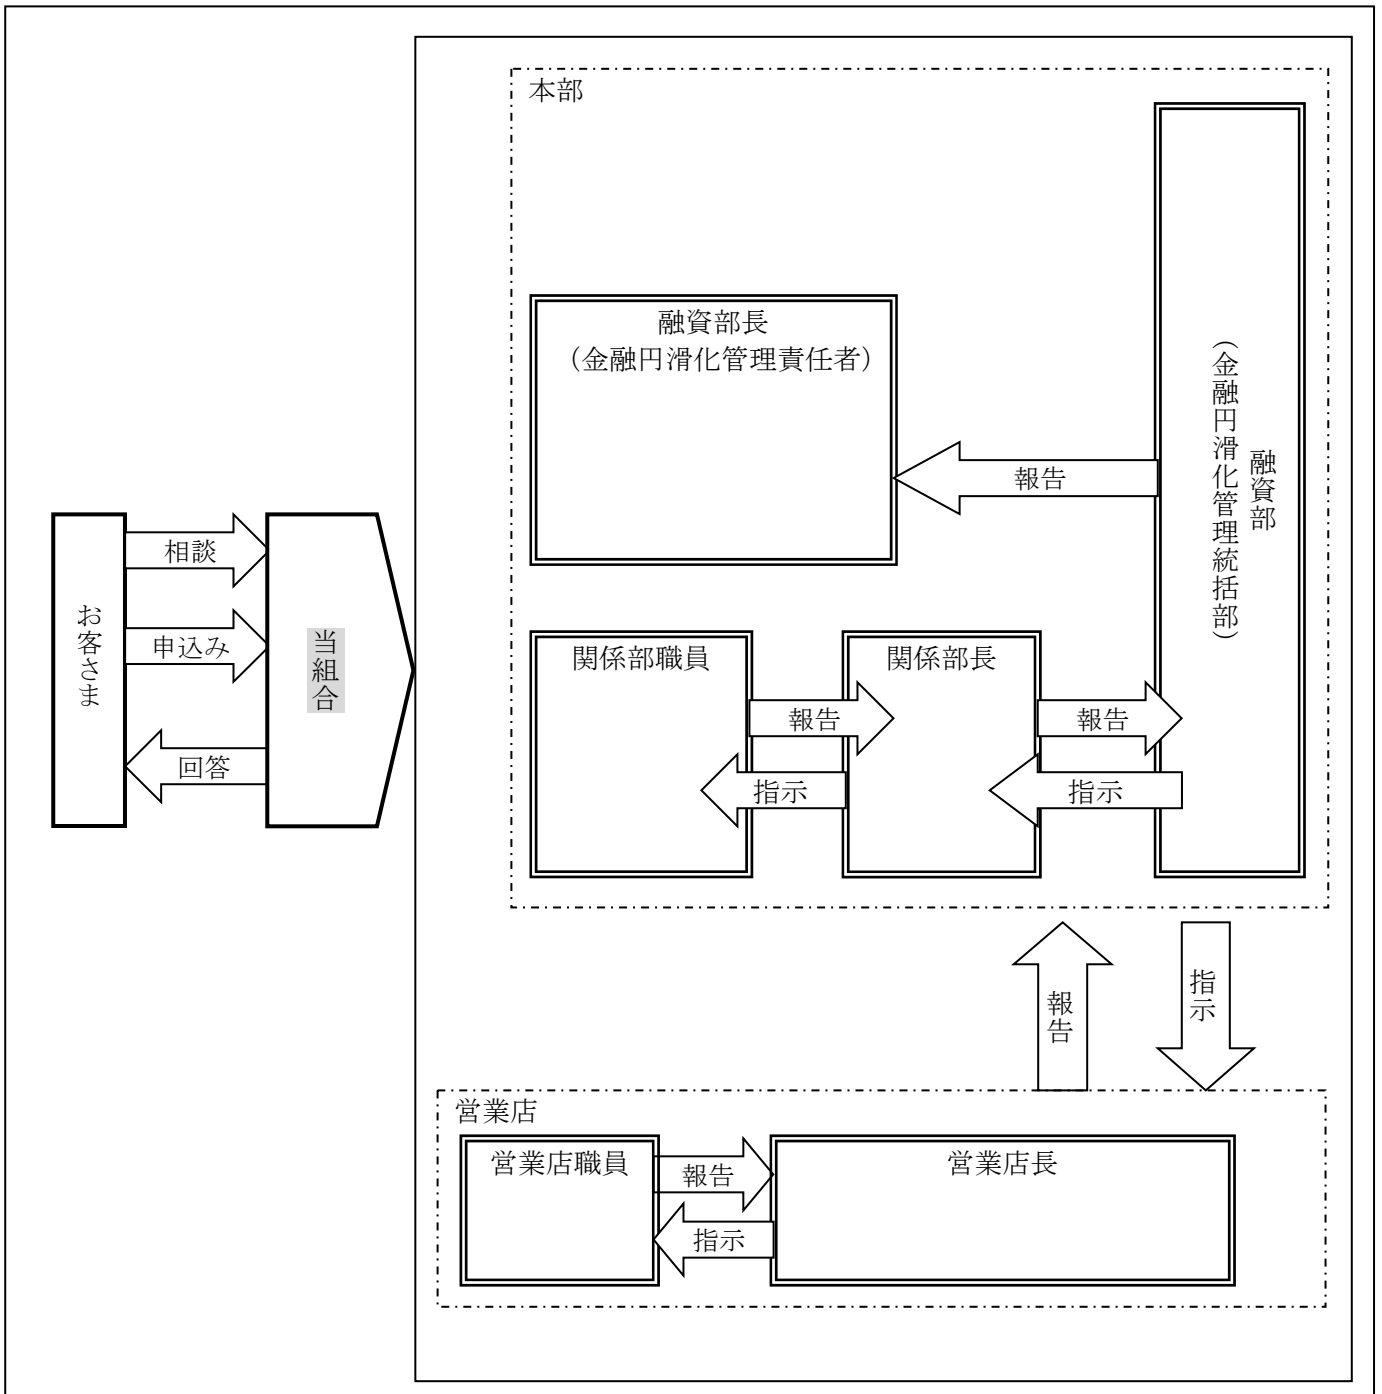 本部
融資部長
（金融円滑化管理責任者）
融資部
（金融円滑化管理統括部）
報告
お客さま
相談
申込み
回答
当組合
関係部職員
関係部長
報告
報告
指示
指示
報告
指示
営業店
営業店職員
報告
指示
営業店長